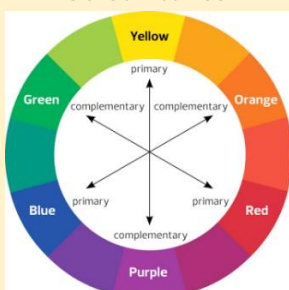 Yellow
primary
Green
Orange
complementary
complementary
primary
primary
Blue
Red
complementary
Purple